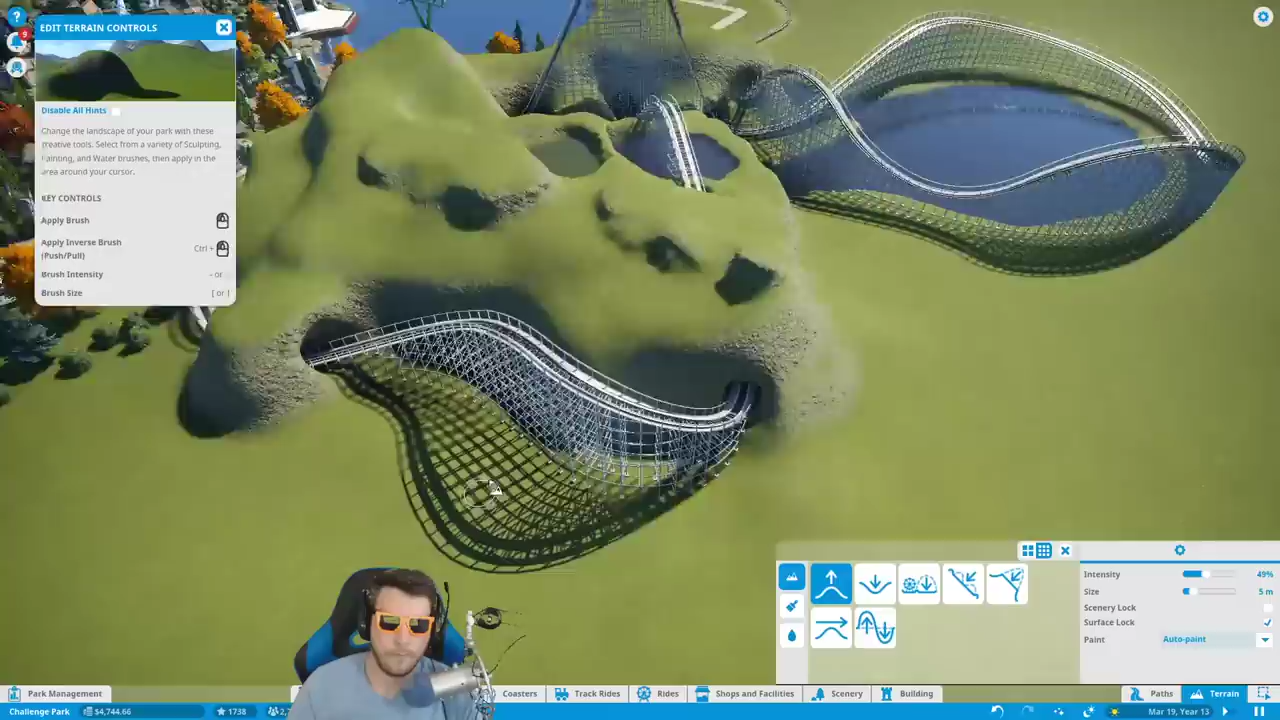 ?
9
EDIT TERRAIN CONTROLS
Disable All Hints
Change the landscape of your park with these
creative tools. Select from a variety of Sculpting,
Painting, and Water brushes, then apply in the
area around your cursor.
KEY CONTROLS
Apply Brush
Apply Inverse Brush Ctrl +
(Push/Pull)
Brush Intensity - or
Brush Size [ or ]
Intensity 49%
Size 5 m
Scenery Lock
Surface Lock
Paint Auto-paint
Park Management
Coasters
Track Rides
Rides
Shops and Facilities
Scenery
Building
Paths
Terrain
Challenge Park
$4,744.66
1738
2,7
Mar 19, Year 13